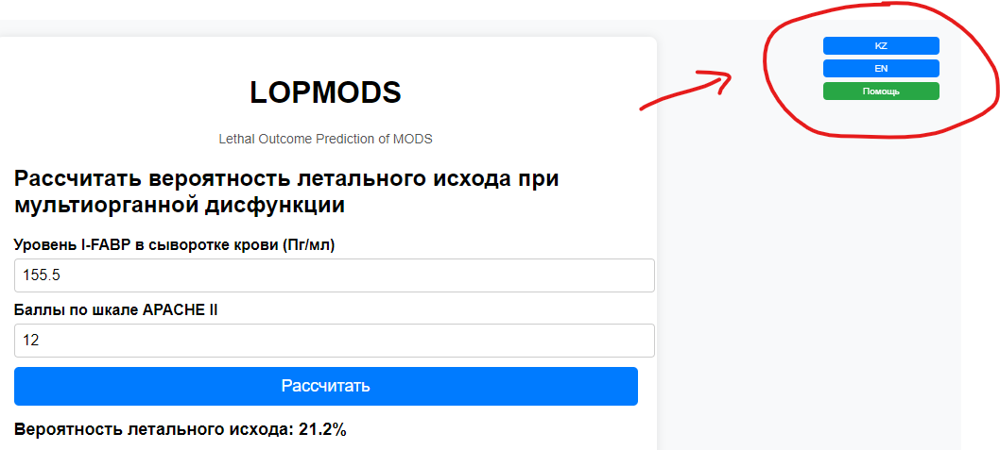 KZ
EN
Помощь
LOPMODS
Lethal Outcome Prediction of MODS
Рассчитать вероятность летального исхода при
мультиорганной дисфункции
Уровень I-FABP в сыворотке крови (Пг/мл)
155.5
Баллы по шкале APACHE II
12
Рассчитать
Вероятность летального исхода: 21.2%